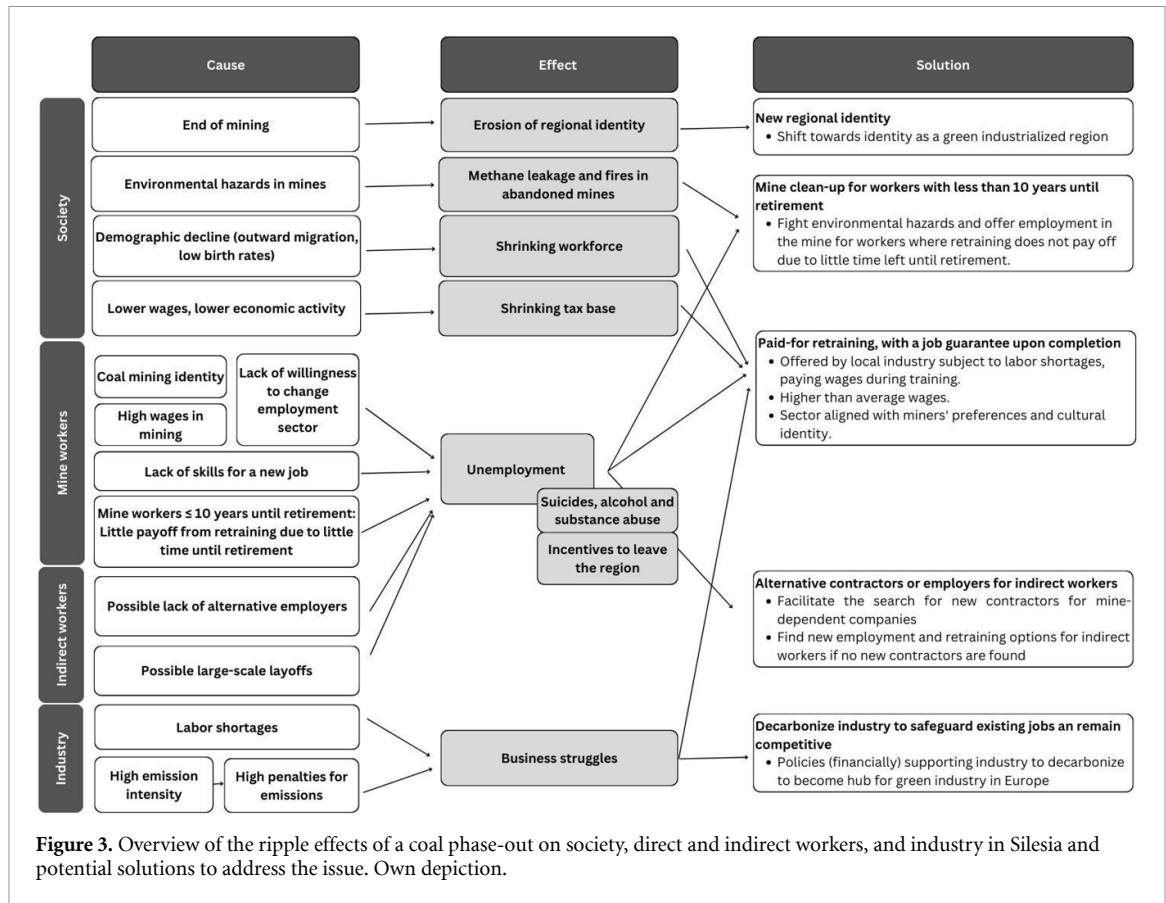 Cause
Effect
Solution
Society
End of mining
Erosion of regional identity
New regional identity
• Shift towards identity as a green industrialized region
Environmental hazards in mines
Methane leakage and fires in
abandoned mines
Mine clean-up for workers with less than 10 years until
retirement
• Fight environmental hazards and offer employment in
the mine for workers where retraining does not pay off
due to little time left until retirement.
Demographic decline (outward migration,
low birth rates)
Shrinking workforce
Lower wages, lower economic activity
Shrinking tax base
Paid-for retraining, with a job guarantee upon completion
• Offered by local industry subject to labor shortages,
paying wages during training.
• Higher than average wages.
• Sector aligned with miners' preferences and cultural
identity.
Mine workers
Coal mining identity
High wages in
mining
Lack of willingness
to change
employment
sector
Lack of skills for a new job
Mine workers ≤ 10 years until retirement:
Little payoff from retraining due to little
time until retirement
Unemployment
Suicides, alcohol and
substance abuse
Incentives to leave
the region
Indirect workers
Possible lack of alternative employers
Possible large-scale layoffs
Alternative contractors or employers for indirect workers
• Facilitate the search for new contractors for mine-
dependent companies
• Find new employment and retraining options for indirect
workers if no new contractors are found
Industry
Labor shortages
High emission
intensity
High penalties for
emissions
Business struggles
Decarbonize industry to safeguard existing jobs an remain
competitive
• Policies (financially) supporting industry to decarbonize
to become hub for green industry in Europe
Figure 3. Overview of the ripple effects of a coal phase-out on society, direct and indirect workers, and industry in Silesia and
potential solutions to address the issue. Own depiction.